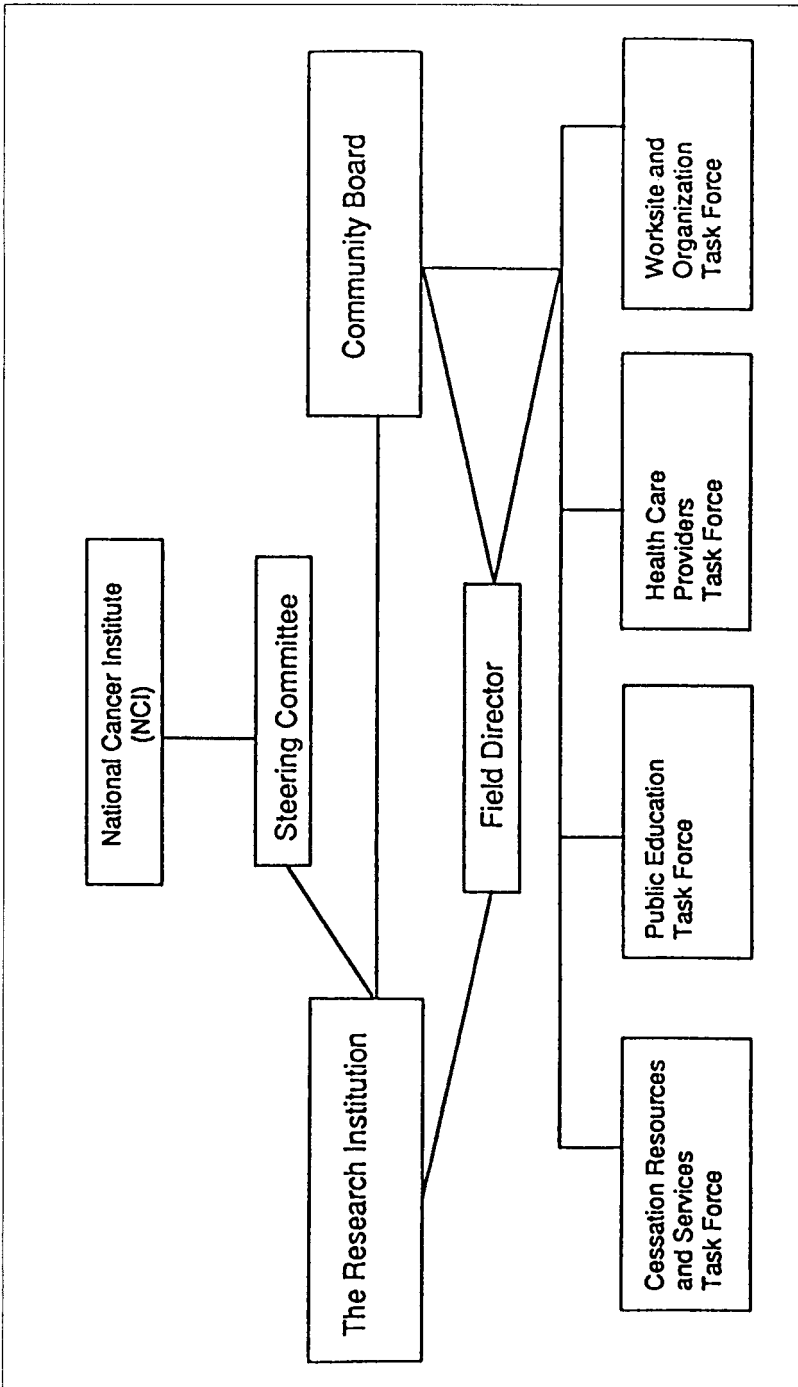 National Cancer Institute
(NCI)
Steering Committee
The Research Institution
Community Board
Field Director
Cessation Resources
and Services
Task Force
Public Education
Task Force
Health Care
Providers
Task Force
Worksite and
Organization
Task Force